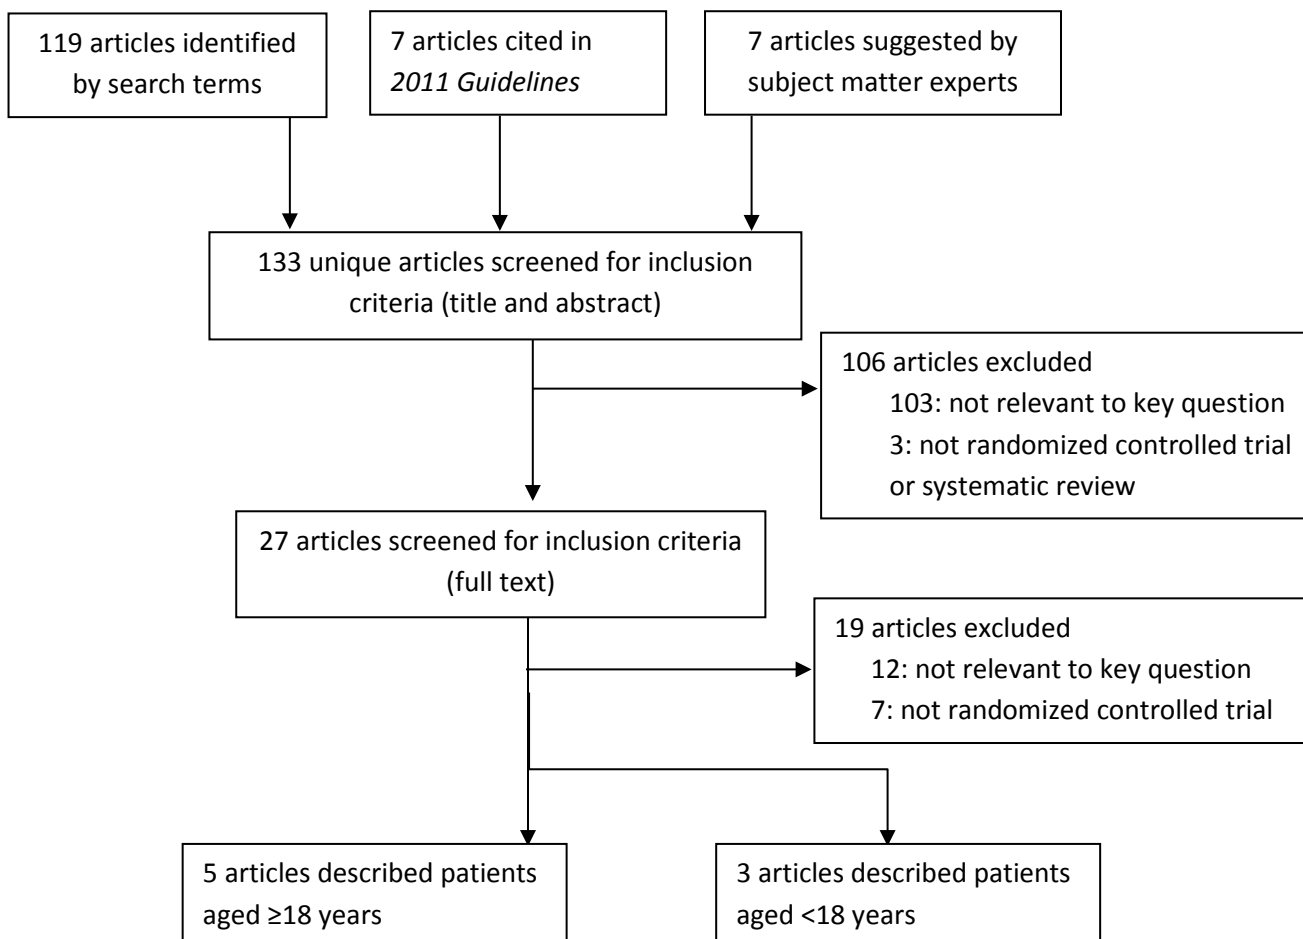 119 articles identified
by search terms
7 articles cited in
2011 Guidelines
7 articles suggested by
subject matter experts
133 unique articles screened for inclusion
criteria (title and abstract)
106 articles excluded
103: not relevant to key question
3: not randomized controlled trial
or systematic review
27 articles screened for inclusion criteria
(full text)
19 articles excluded
12: not relevant to key question
7: not randomized controlled trial
5 articles described patients
aged ≥18 years
3 articles described patients
aged <18 years